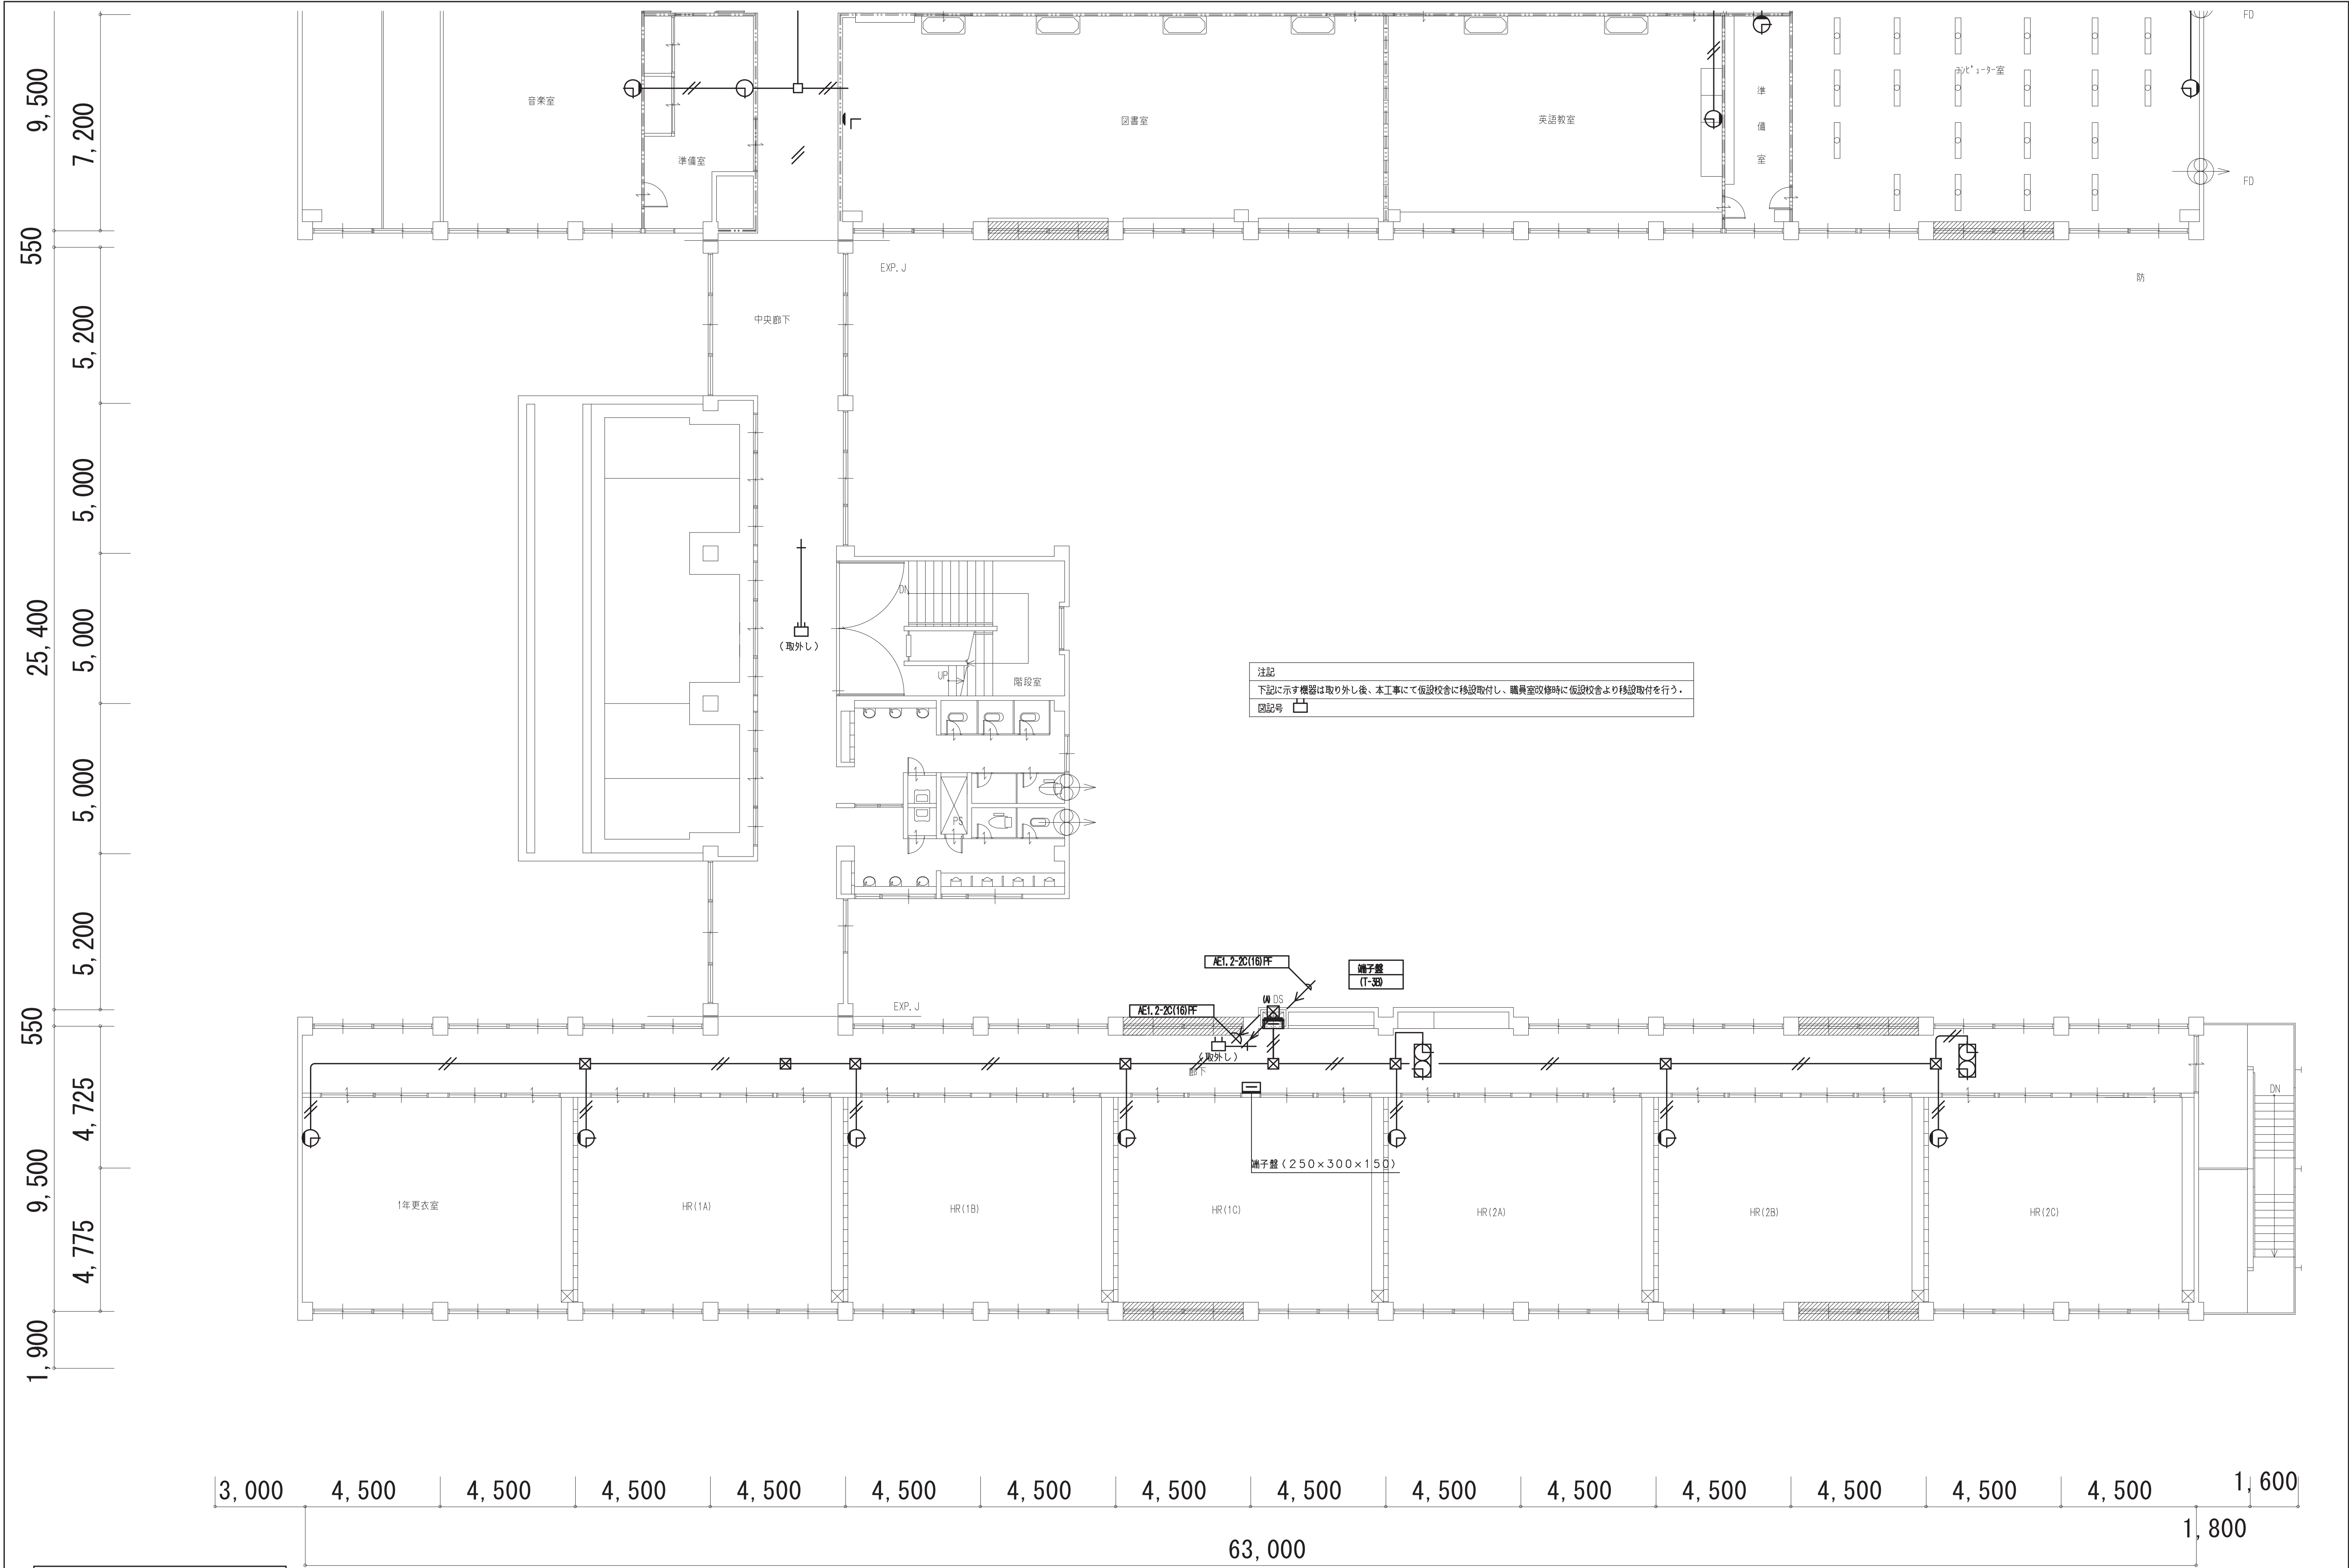 FD
9,500
7,200
音楽室
準備室
図書室
英語教室
準備室
コンピューター室
FD
550
EXP.J
防
5,200
中央廊下
5,000
25,400
5,000
(取外し)
DN
UP
階段室
注記
下記に示す機器は取り外し後、本工事にて仮設校舎に移設取付し、職員室改修時に仮設校舎より移設取付を行う.
図記号
5,000
PS
5,200
AE1.2-2C(16)PF
端子盤
(T-3B)
(A) DS
EXP.J
AE1.2-2C(16)PF
550
(取外し)
廊下
4,725
DN
9,500
端子盤(250×300×150)
1年更衣室
HR(1A)
HR(1B)
HR(1C)
HR(2A)
HR(2B)
HR(2C)
4,775
1,900
3,000 4,500 4,500 4,500 4,500 4,500 4,500 4,500 4,500 4,500 4,500 4,500 4,500 4,500 4,500 1,600
1,800
63,000